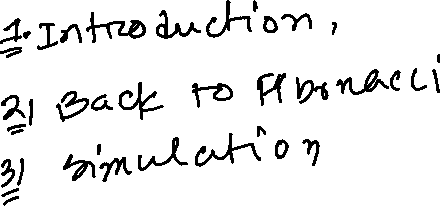 1. Introduction,
2) Back to Fibonacci
3) Simulation